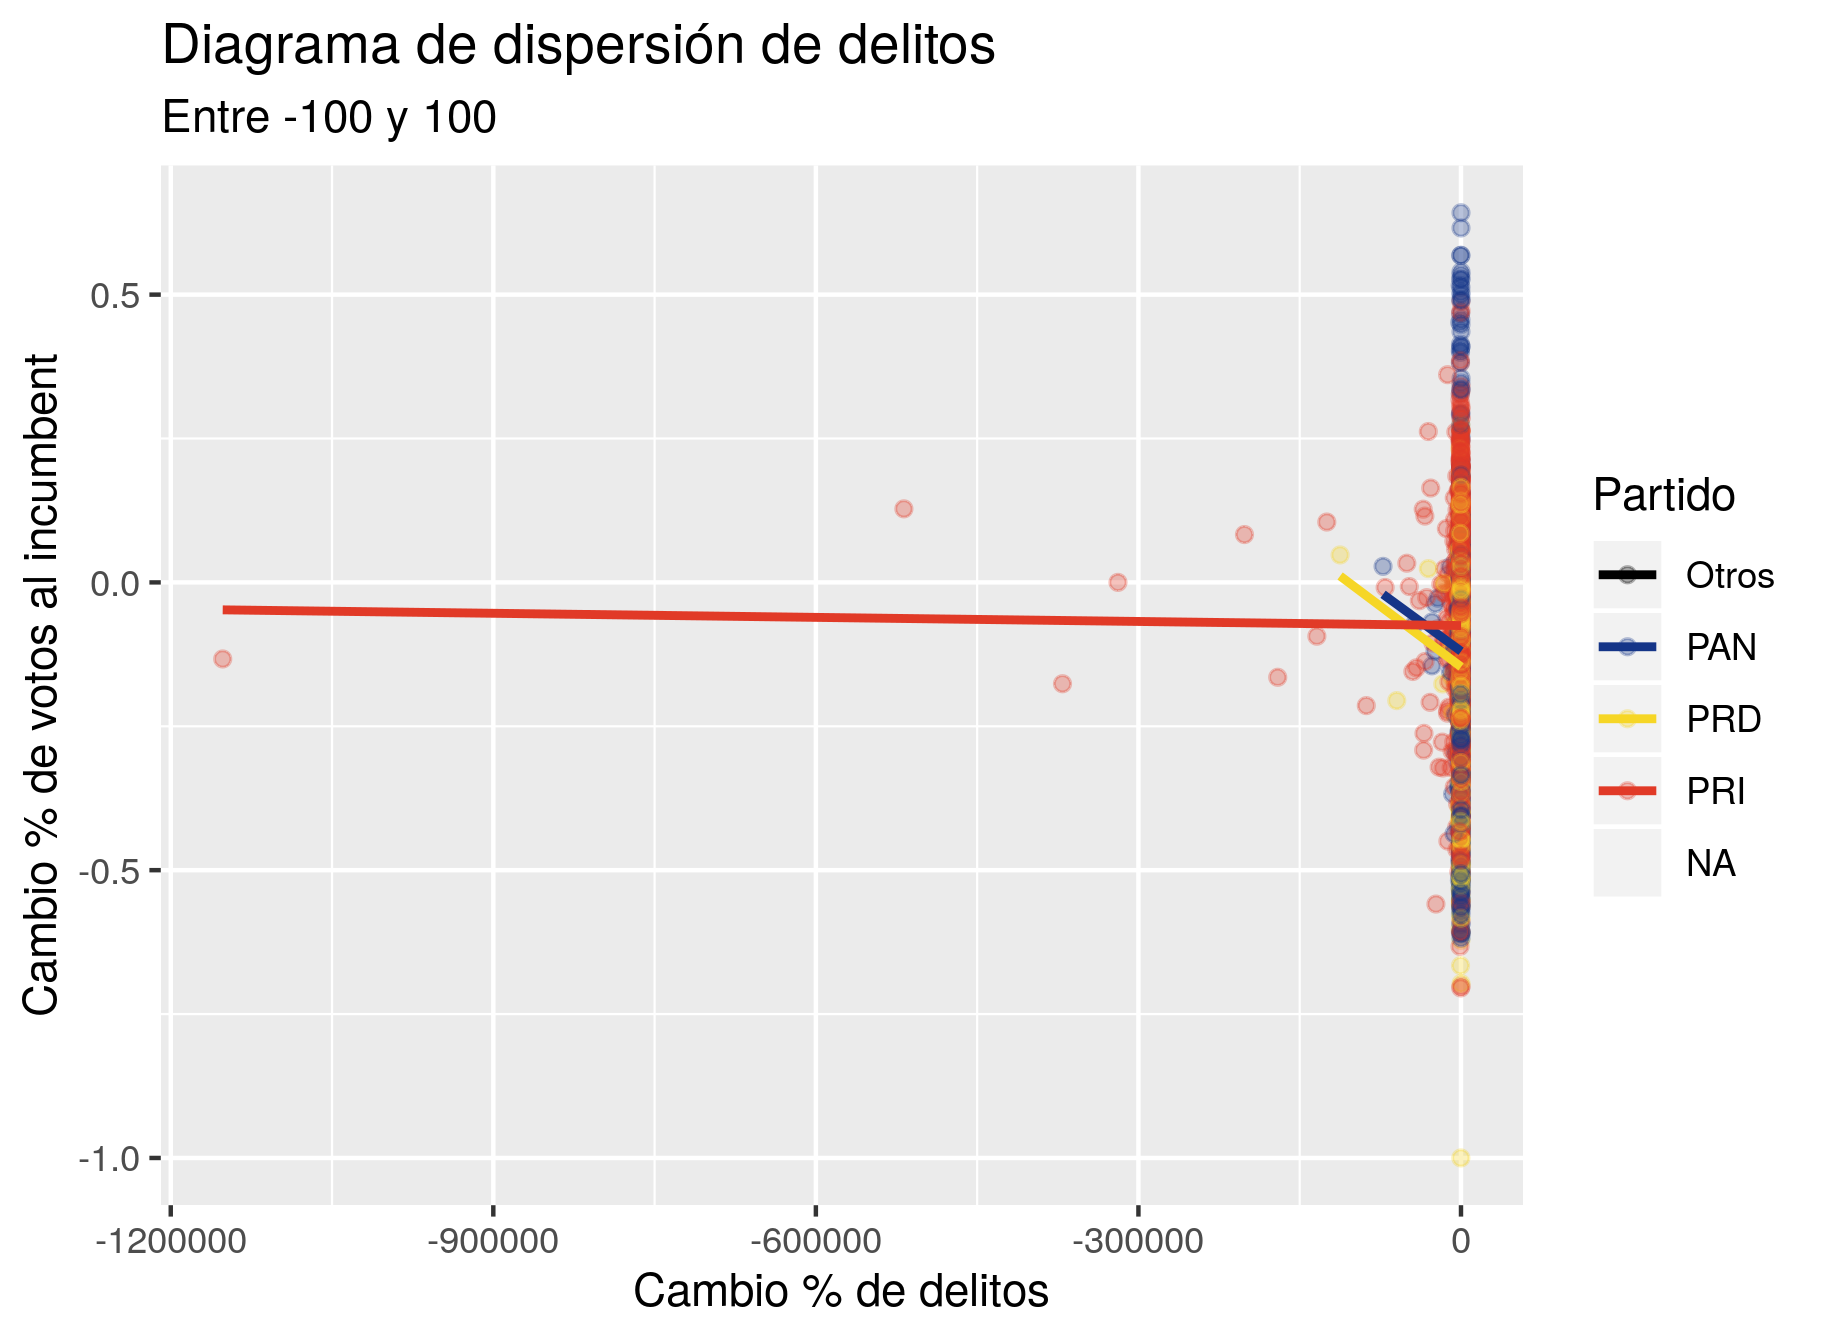 Diagrama de dispersión de delitos
Entre -100 y 100
Cambio % de votos al incumbent
0.5
0.0
-0.5
-1.0
-1200000
-900000
-600000
-300000
0
Cambio % de delitos
Partido
Otros
PAN
PRD
PRI
NA